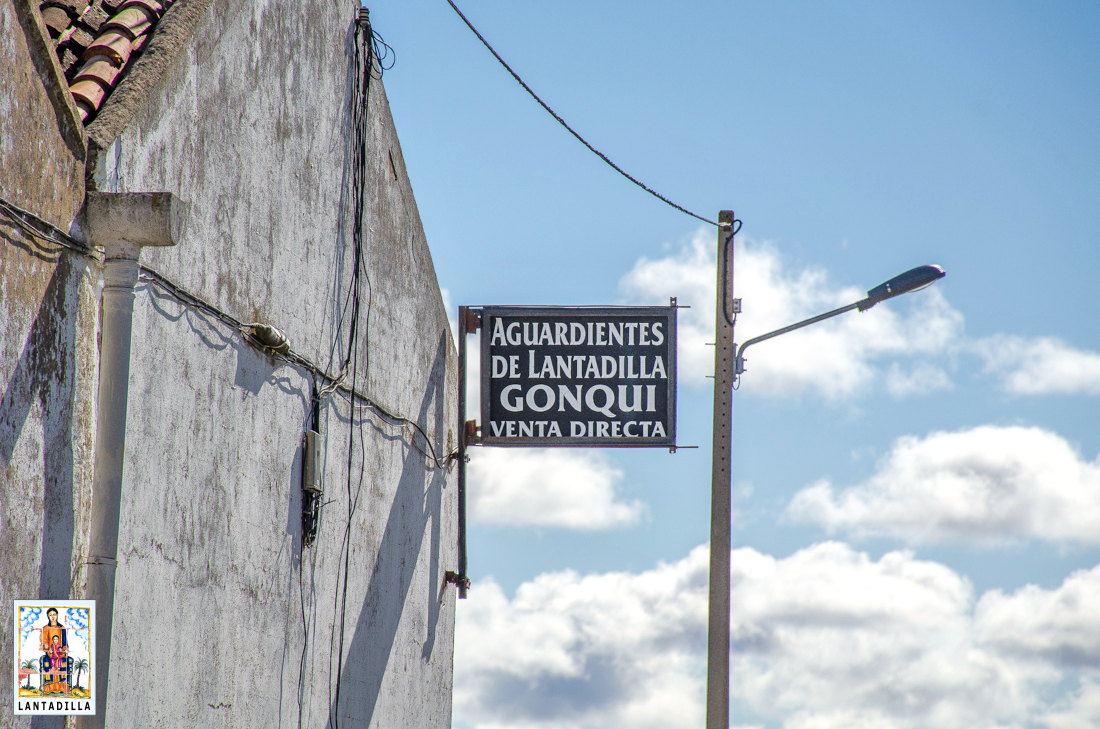 AGUARDIENTES
DE LANTADILLA
GONQUI
VENTA DIRECTA
LANTADILLA